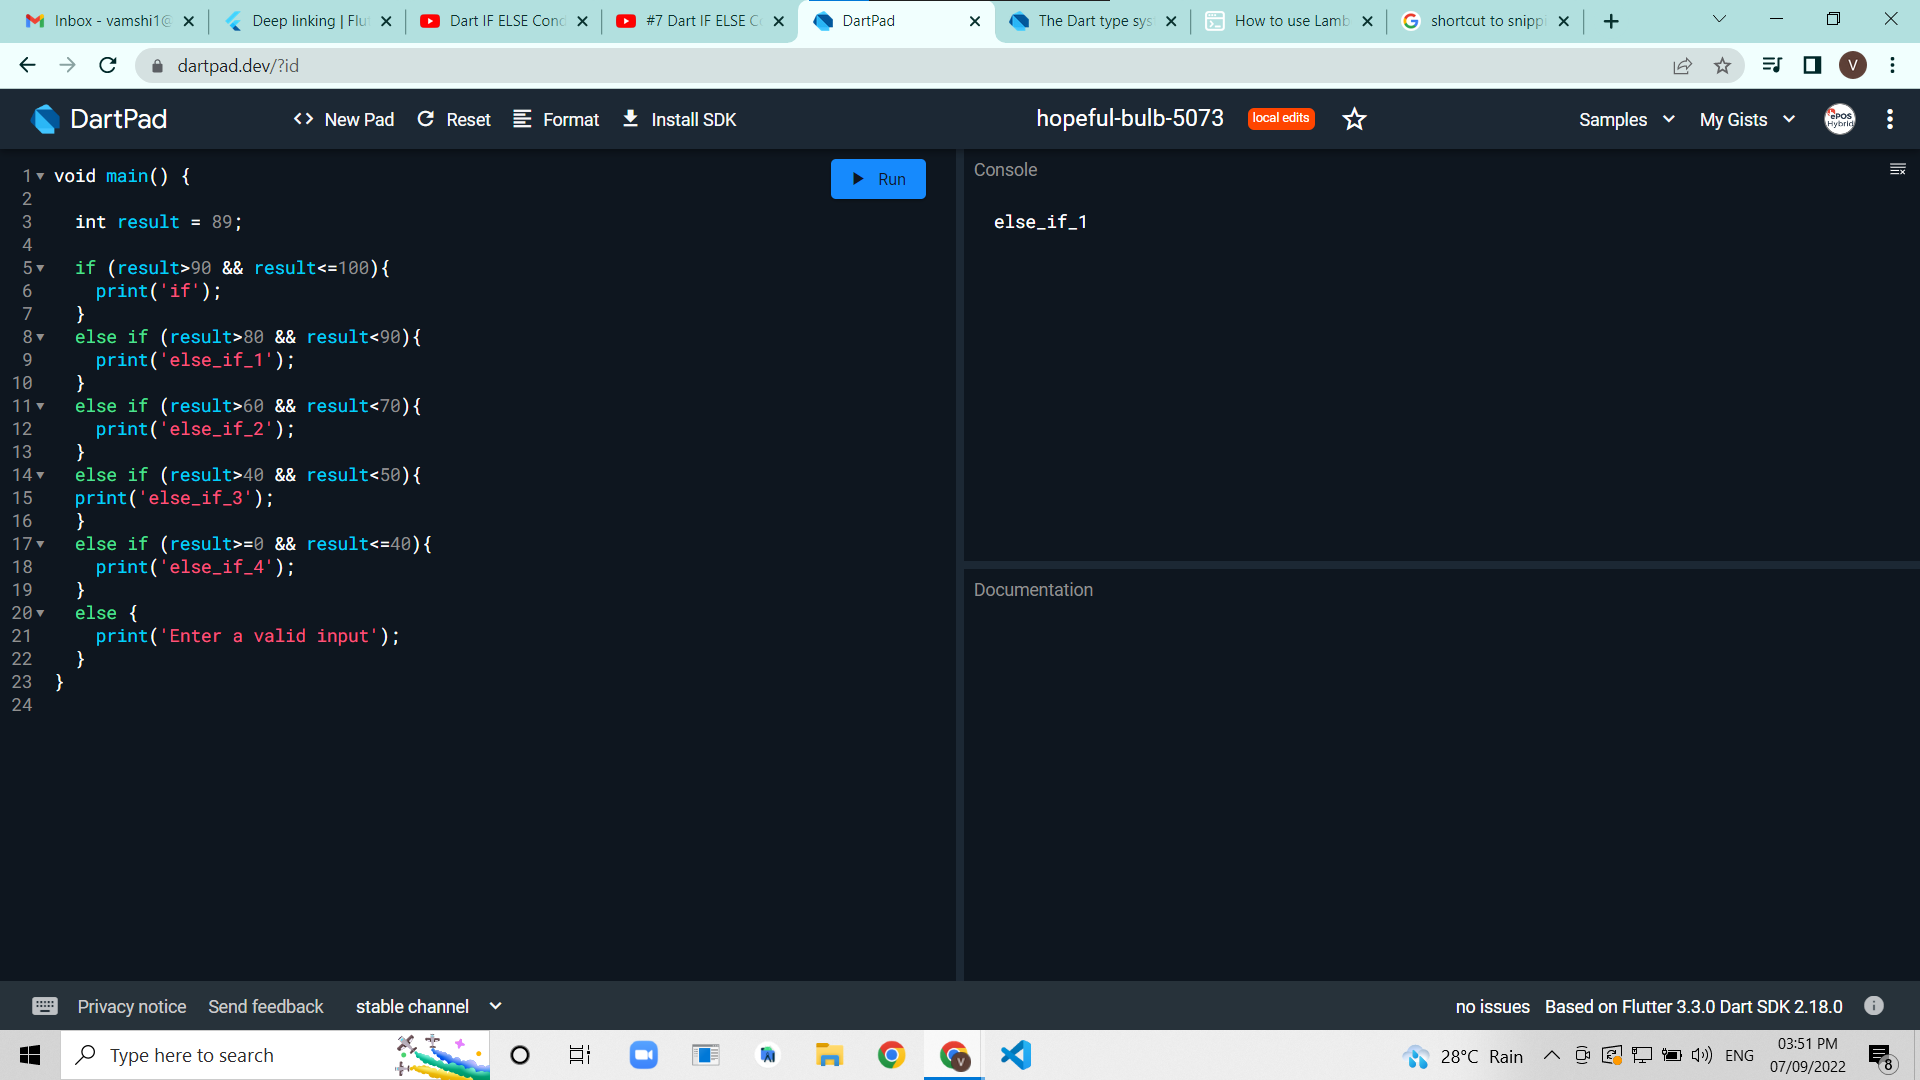 Inbox - vamshi1@
Deep linking | Flut
Dart IF ELSE Cond
#7 Dart IF ELSE C
DartPad
The Dart type sys
How to use Lamb
shortcut to snippi
dartpad.dev/?id
V
DartPad
<> New Pad
Reset
Format
Install SDK
hopeful-bulb-5073
local edits
Samples
My Gists
ePOS
Hybrid
1 void main() {
2
3 int result = 89;
4
5 if (result>90 && result<=100){
6 print('if');
7 }
8 else if (result>80 && result<90){
9 print('else_if_1');
10 }
11 else if (result>60 && result<70){
12 print('else_if_2');
13 }
14 else if (result>40 && result<50){
15 print('else_if_3');
16 }
17 else if (result>=0 && result<=40){
18 print('else_if_4');
19 }
20 else {
21 print('Enter a valid input');
22 }
23 }
24
Run
Console
else_if_1
Documentation
Privacy notice
Send feedback
stable channel
no issues
Based on Flutter 3.3.0 Dart SDK 2.18.0
Type here to search
V
28°C Rain
ENG
03:51 PM
07/09/2022
8